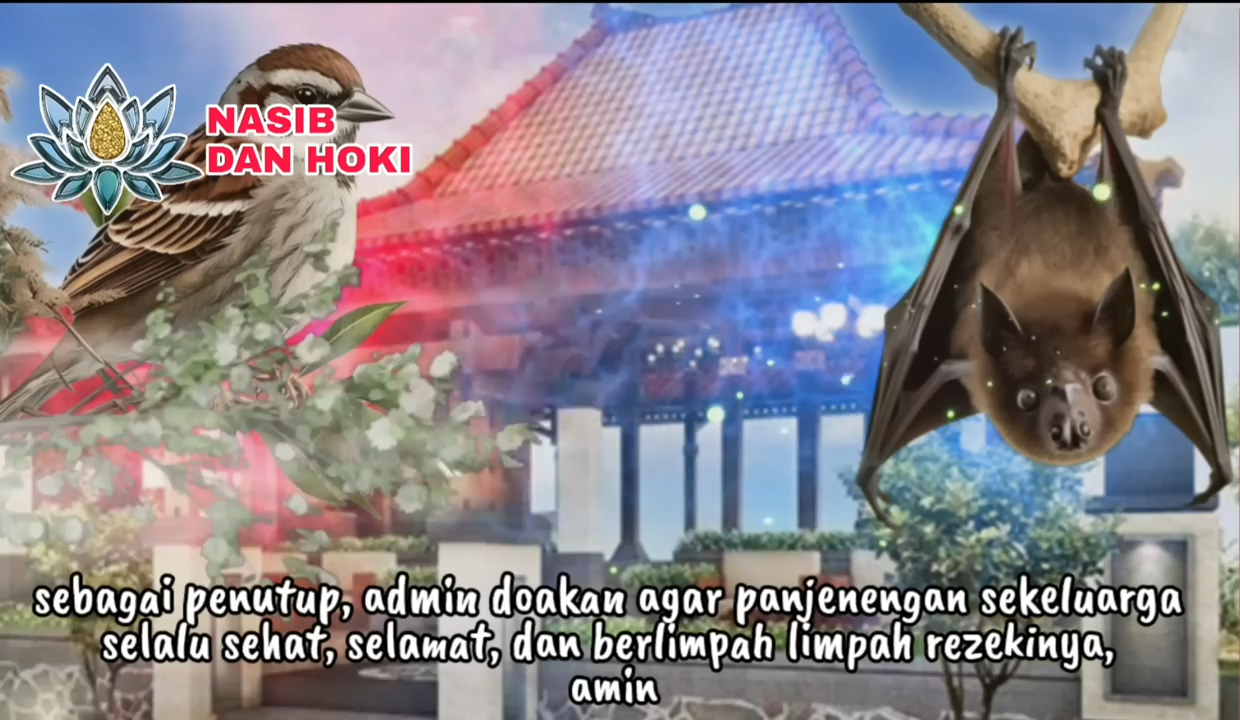 NASIB
DAN HOKI
sebagai penutup, admin doakan agar panjenengan sekeluarga
selalu sehat, selamat, dan berlimpah limpah rezekinya,
amin